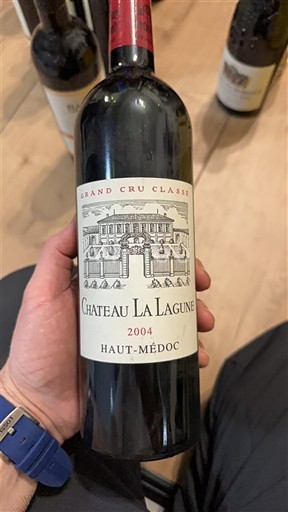 GRAND CRU CLASSÉ
CHATEAU LA LAGUNE
2004
HAUT-MÉDOC